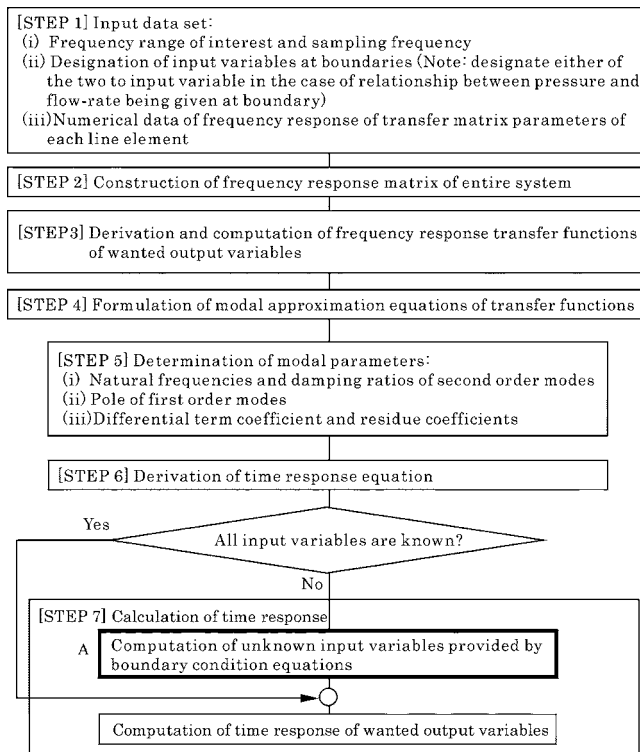 [STEP 1] Input data set:
(i) Frequency range of interest and sampling frequency
(ii) Designation of input variables at boundaries (Note: designate either of
the two to input variable in the case of relationship between pressure and
flow-rate being given at boundary)
(iii)Numerical data of frequency response of transfer matrix parameters of
each line element
[STEP 2] Construction of frequency response matrix of entire system
[STEP3] Derivation and computation of frequency response transfer functions
of wanted output variables
[STEP 4] Formulation of modal approximation equations of transfer functions
[STEP 5] Determination of modal parameters:
(i) Natural frequencies and damping ratios of second order modes
(ii) Pole of first order modes
(iii)Differential term coefficient and residue coefficients
[STEP 6] Derivation of time response equation
Yes
All input variables are known?
No
[STEP 7] Calculation of time response
A
Computation of unknown input variables provided by
boundary condition equations
Computation of time response of wanted output variables